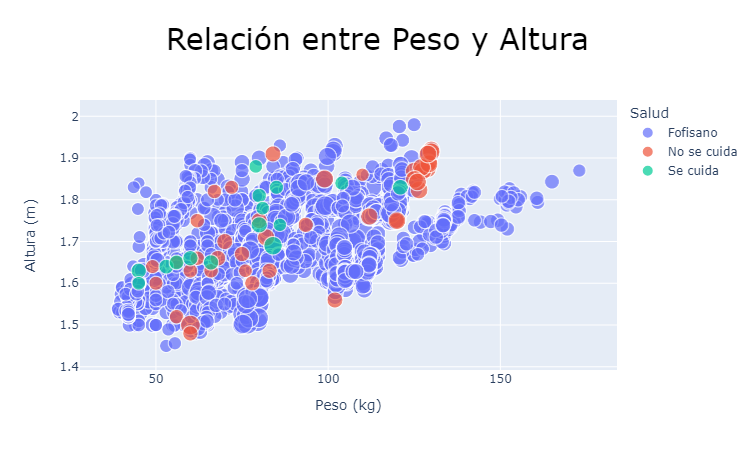 Relación entre Peso y Altura
Salud
Fofisano
No se cuida
Se cuida
2
1.9
1.8
1.7
1.6
1.5
1.4
Altura (m)
50
100
150
Peso (kg)